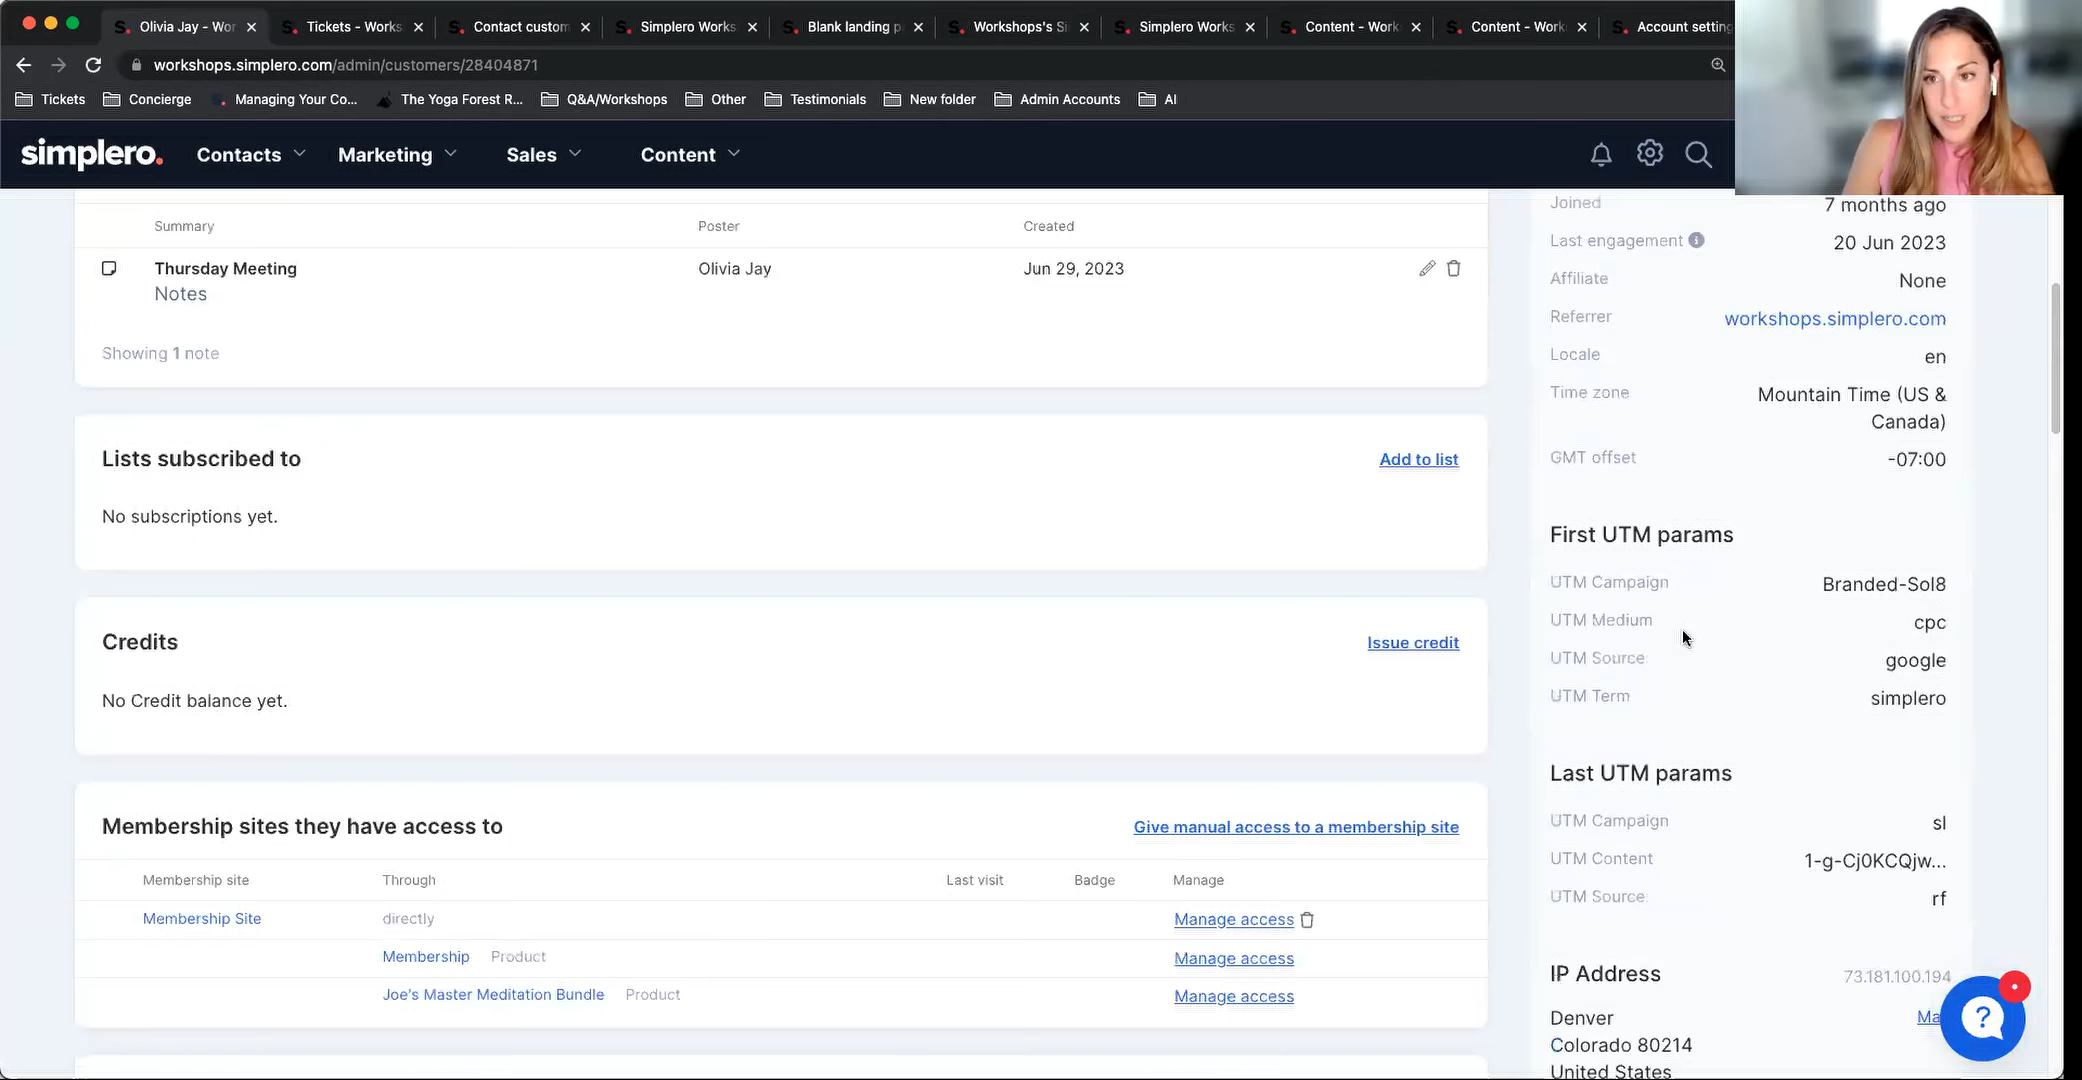 Olivia Jay - Wor
Tickets - Works
Contact custom
Simplero Works
Blank landing p
Workshops's Si
Simplero Works
Content - Work
Content - Work
Account setting
workshops.simplero.com/admin/customers/28404871
Tickets
Concierge
Managing Your Co...
The Yoga Forest R...
Q&A/Workshops
Other
Testimonials
New folder
Admin Accounts
AI
simplero.
Contacts
Marketing
Sales
Content
Summary
Poster
Created
Thursday Meeting
Olivia Jay
Jun 29, 2023
Notes
Showing 1 note
Lists subscribed to
Add to list
No subscriptions yet.
Credits
Issue credit
No Credit balance yet.
Membership sites they have access to
Give manual access to a membership site
Membership site
Through
Last visit
Badge
Manage
Membership Site
directly
Manage access
Membership
Product
Manage access
Joe's Master Meditation Bundle
Product
Manage access
Joined
7 months ago
Last engagement
20 Jun 2023
Affiliate
None
Referrer
workshops.simplero.com
Locale
en
Time zone
Mountain Time (US &
Canada)
GMT offset
-07:00
First UTM params
UTM Campaign
Branded-Sol8
UTM Medium
cpc
UTM Source
google
UTM Term
simplero
Last UTM params
UTM Campaign
sl
UTM Content
1-g-Cj0KCQjw...
UTM Source
rf
IP Address
73.181.100.194
Denver
Ma
Colorado 80214
United States